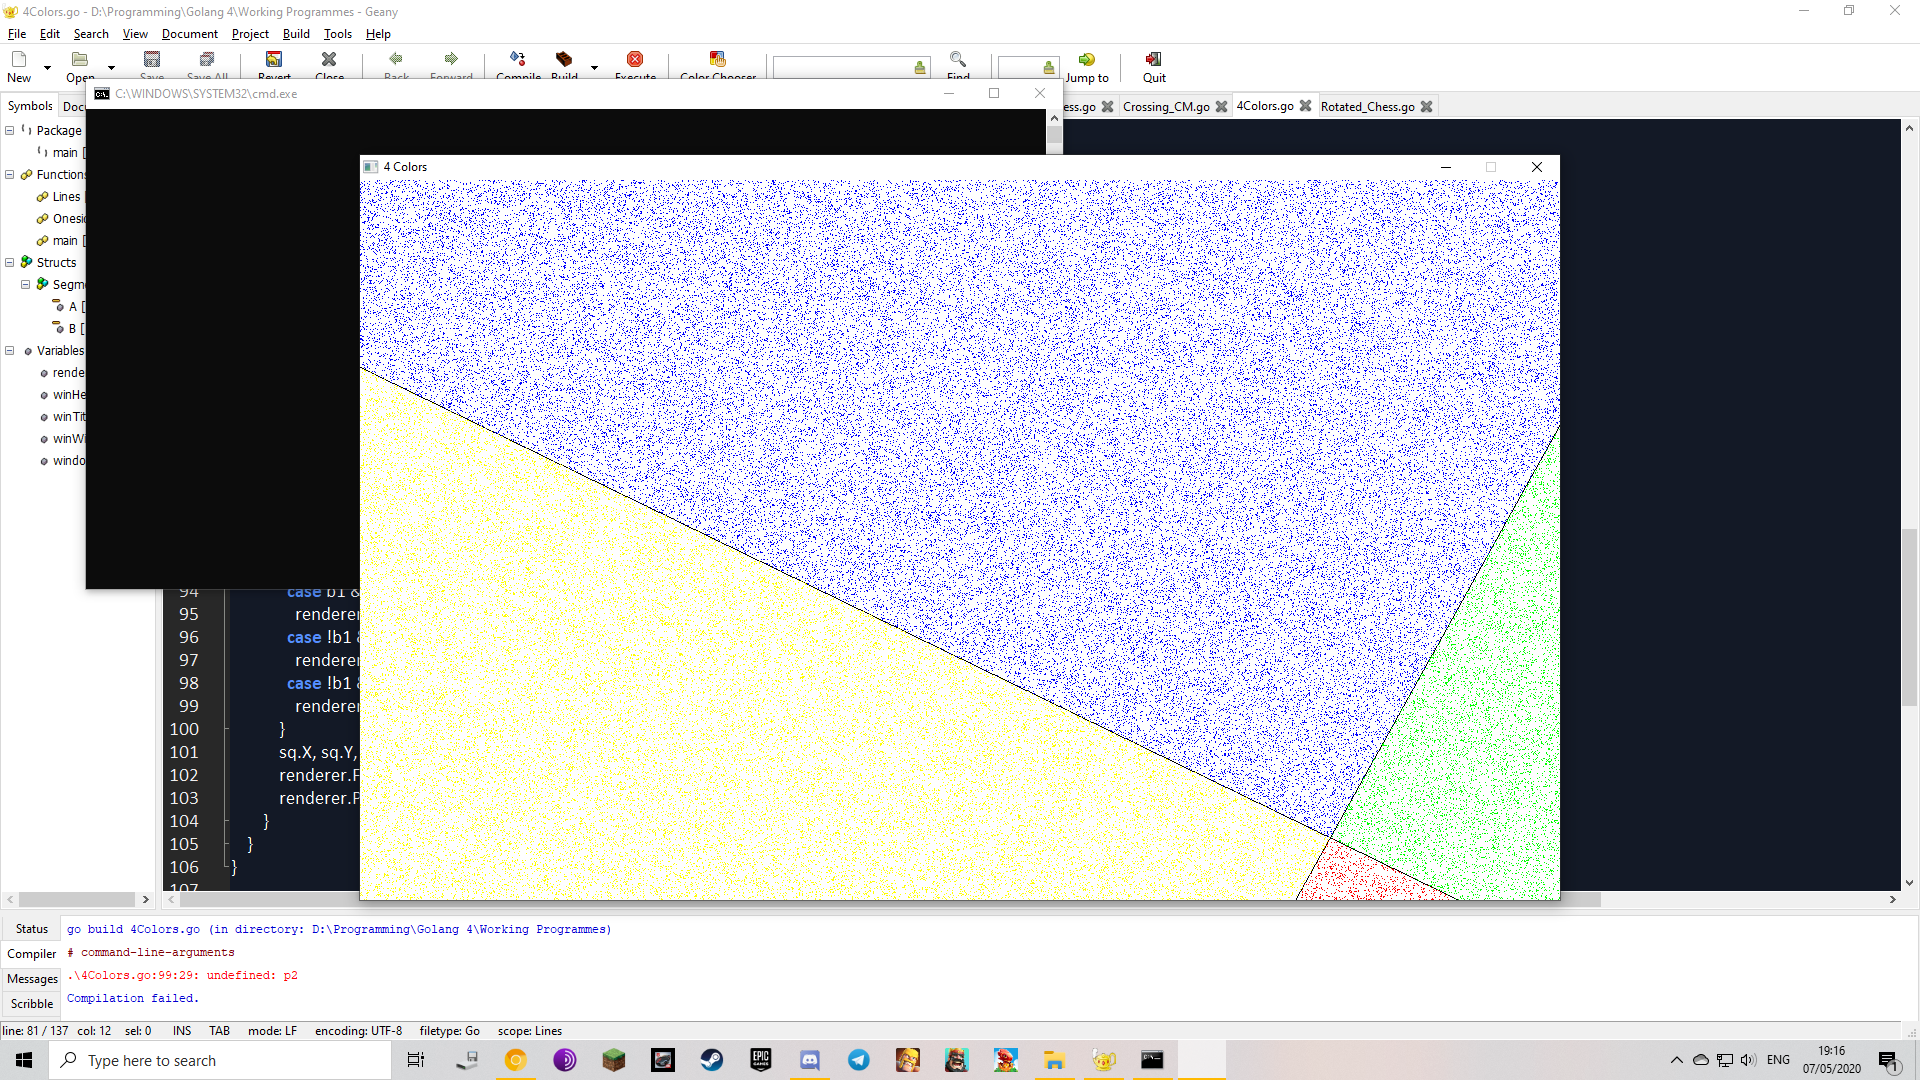 4Colors.go - D:\Programming\Golang 4\Working Programmes - Geany
File Edit Search View Document Project Build Tools Help
New Open Save Save All Revert Close Back Forward Compile Build Execute Color Chooser Find Jump to Quit
C:\WINDOWS\SYSTEM32\cmd.exe
Symbols Doc ess.go Crossing_CM.go 4Colors.go Rotated_Chess.go
Package
main [
Functions
Lines [
Onesi
main [
Structs
Segm
A [
B [
Variables
rende
winHe
winTit
winWi
windo
4 Colors
94 case b1 &
95 renderer
96 case !b1 &
97 renderer
98 case !b1 &
99 renderer
100 }
101 sq.X, sq.Y,
102 renderer.F
103 renderer.P
104 }
105 }
106 }
107
Status
Compiler
Messages
Scribble
go build 4Colors.go (in directory: D:\Programming\Golang 4\Working Programmes)
# command-line-arguments
.\4Colors.go:99:29: undefined: p2
Compilation failed.
line: 81 / 137 col: 12 sel: 0 INS TAB mode: LF encoding: UTF-8 filetype: Go scope: Lines
Type here to search
EPIC GAMES
ENG
19:16
07/05/2020
1